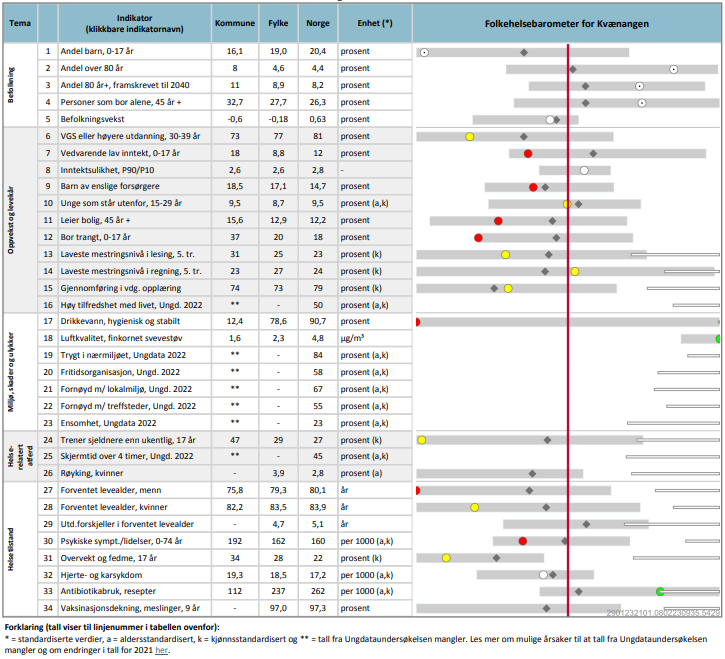 Tema Indikator (klikkbare indikatornavn) Kommune Fylke Norge Enhet (*) Folkehelsebarometer for Kvænangen
Befolkning
1 Andel barn, 0-17 år 16,1 19,0 20,4 prosent
2 Andel over 80 år 8 4,6 4,4 prosent
3 Andel 80 år+, framskrevet til 2040 11 8,9 8,2 prosent
4 Personer som bor alene, 45 år + 32,7 27,7 26,3 prosent
5 Befolkningsvekst -0,6 -0,18 0,63 prosent
Oppvekst og levekår
6 VGS eller høyere utdanning, 30-39 år 73 77 81 prosent
7 Vedvarende lav inntekt, 0-17 år 18 8,8 12 prosent
8 Inntektsulikhet, P90/P10 2,6 2,6 2,8 -
9 Barn av enslige forsørgere 18,5 17,1 14,7 prosent
10 Unge som står utenfor, 15-29 år 9,5 8,7 9,5 prosent (a,k)
11 Leier bolig, 45 år + 15,6 12,9 12,2 prosent
12 Bor trangt, 0-17 år 37 20 18 prosent
13 Laveste mestringsnivå i lesing, 5. tr. 31 25 23 prosent (k)
14 Laveste mestringsnivå i regning, 5. tr. 23 27 24 prosent (k)
15 Gjennomføring i vdg. opplæring 74 73 79 prosent (k)
16 Høy tilfredshet med livet, Ungd. 2022 ** - 50 prosent (a,k)
Miljø, skader og ulykker
17 Drikkevann, hygienisk og stabilt 12,4 78,6 90,7 prosent
18 Luftkvalitet, finkornet svevestøv 1,6 2,3 4,8 µg/m³
19 Trygt i nærmiljøet, Ungdata 2022 ** - 84 prosent (a,k)
20 Fritidsorganisasjon, Ungd. 2022 ** - 58 prosent (a,k)
21 Fornøyd m/ lokalmiljø, Ungd. 2022 ** - 67 prosent (a,k)
22 Fornøyd m/ treffsteder, Ungd. 2022 ** - 55 prosent (a,k)
23 Ensomhet, Ungdata 2022 ** - 27 prosent (a,k)
Helse-
relatert
atferd
24 Trener sjeldnere enn ukentlig, 17 år 47 29 27 prosent (k)
25 Skjermtid over 4 timer, Ungd. 2022 ** - 45 prosent (a,k)
26 Røyking, kvinner - 3,9 2,8 prosent (a)
Helsetilstand
27 Forventet levealder, menn 75,8 79,3 80,1 år
28 Forventet levealder, kvinner 82,2 83,5 83,9 år
29 Utd.forskjeller i forventet levealder - 4,7 5,1 år
30 Psykiske sympt./lidelser, 0-74 år 192 162 160 per 1000 (a,k)
31 Overvekt og fedme, 17 år 34 28 22 prosent (k)
32 Hjerte- og karsykdom 19,3 18,5 17,2 per 1000 (a,k)
33 Antibiotikabruk, resepter 112 237 262 per 1000 (a,k)
34 Vaksinasjonsdekning, meslinger, 9 år - 97,0 97,3 prosent
2901232101.0802230935.5429
Forklaring (tall viser til linjenummer i tabellen ovenfor):
* = standardiserte verdier, a = aldersstandardisert, k = kjønnsstandardisert og ** = tall fra Ungdataundersøkelsen mangler. Les mer om mulige årsaker til at tall fra Ungdataundersøkelsen
mangler og om endringer i tall for 2021 her.